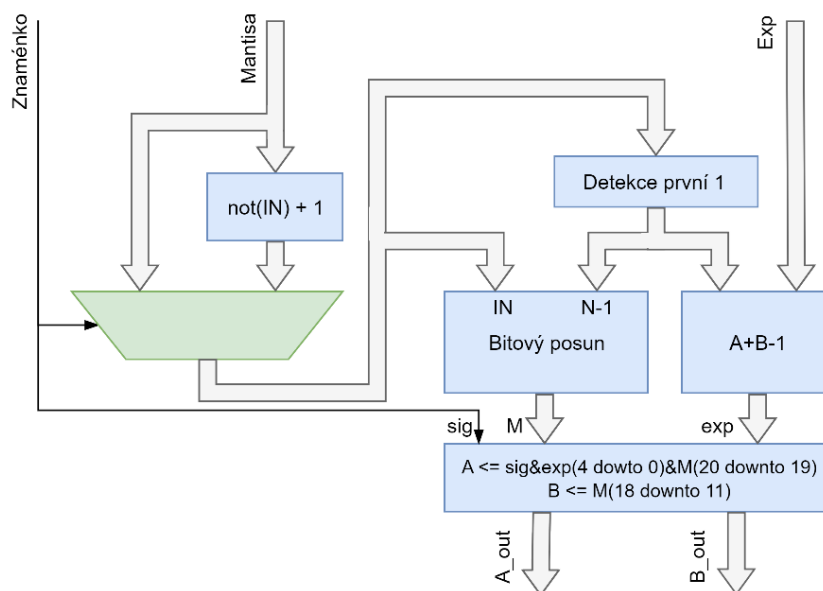 Znaménko
Mantisa
Exp
not(IN) + 1
Detekce první 1
IN
N-1
Bitový posun
A+B-1
sig
M
exp
A <= sig&exp(4 dowto 0)&M(20 downto 19)
B <= M(18 downto 11)
A_out
B_out